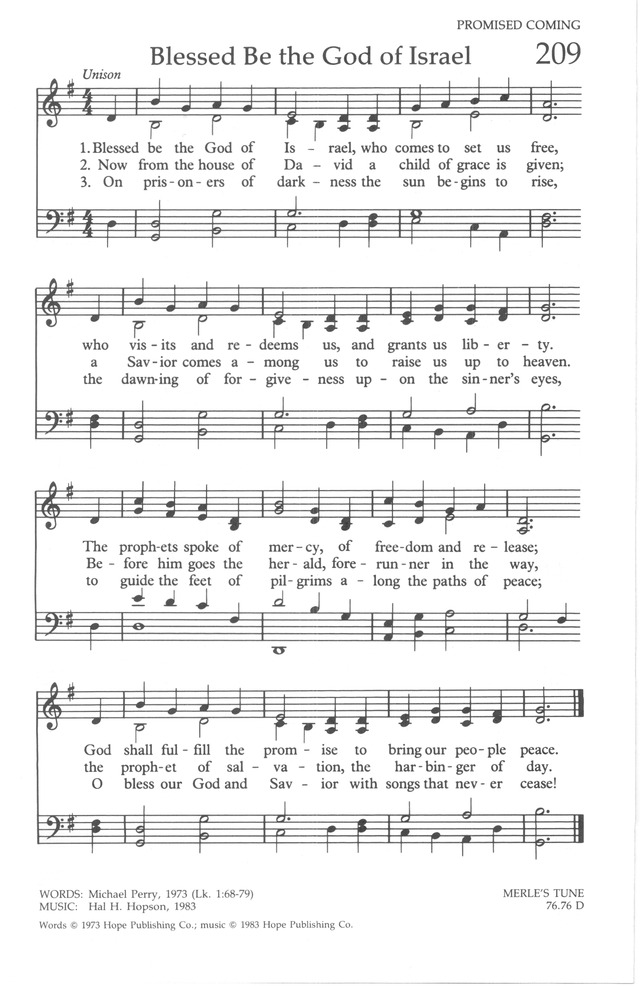 PROMISED COMING
Blessed Be the God of Israel 209
Unison
1. Blessed be the God of Is - rael, who comes to set us free,
2. Now from the house of Da - vid a child of grace is given;
3. On pris - on - ers of dark - ness the sun be - gins to rise,
who vis - its and re - deems us, and grants us lib - er - ty.
a Sav - ior comes a - mong us to raise us up to heaven.
the dawn - ing of for - give - ness up - on the sin - ner's eyes,
The proph - ets spoke of mer - cy, of free - dom and re - lease;
Be - fore him goes the her - ald, fore - run - ner in the way,
to guide the feet of pil - grims a - long the paths of peace;
God shall ful - fill the prom - ise to bring our peo - ple peace.
the proph - et of sal - va - tion, the har - bin - ger of day.
O bless our God and Sav - ior with songs that nev - er cease!
WORDS: Michael Perry, 1973 (Lk. 1:68-79) MERLE'S TUNE
MUSIC: Hal H. Hopson, 1983 76.76 D
Words © 1973 Hope Publishing Co.; music © 1983 Hope Publishing Co.